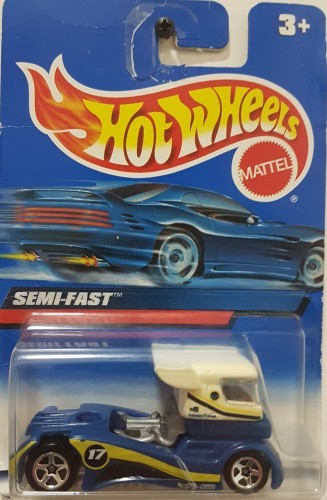 3+
HOT WHEELS
MATTEL
®
SEMI-FAST™
17